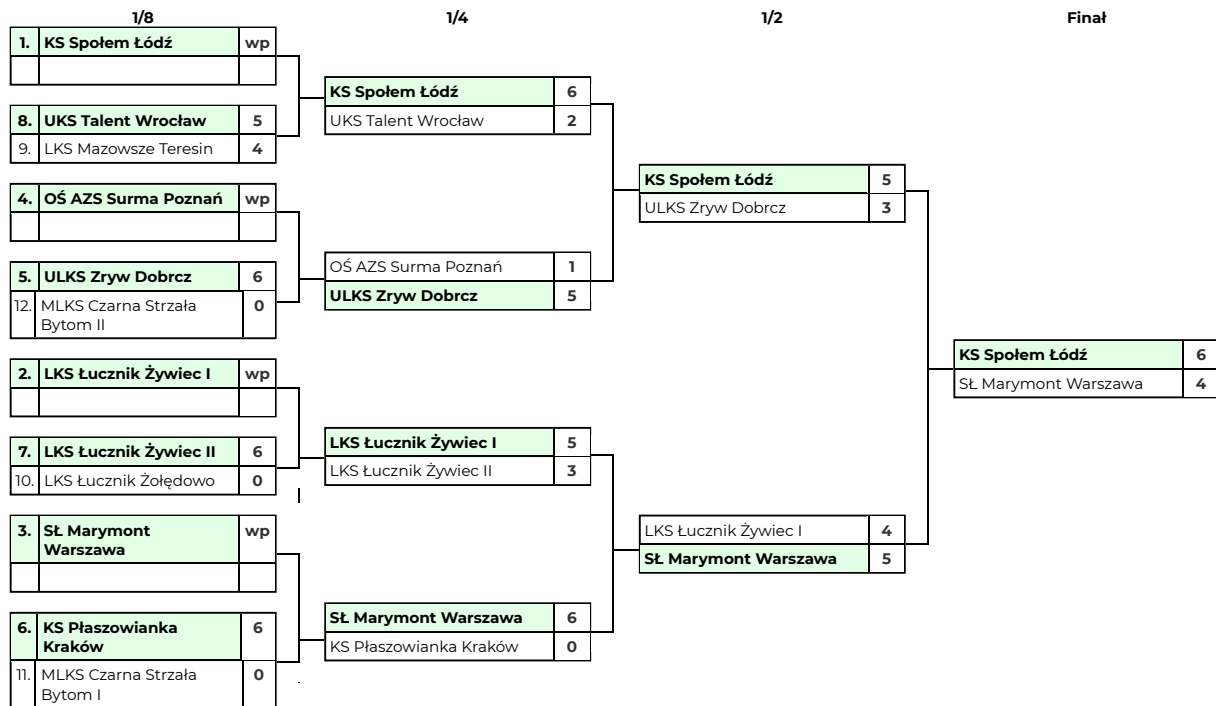 1/8 1/4 1/2 Finał
1. KS Społem Łódź wp
8. UKS Talent Wrocław 5
9. LKS Mazowsze Teresin 4
4. OŚ AZS Surma Poznań wp
5. ULKS Zryw Dobrcz 6
12. MLKS Czarna Strzała 0
Bytom II
2. LKS Łucznik Żywiec I wp
7. LKS Łucznik Żywiec II 6
10. LKS Łucznik Żołędowo 0
3. SŁ Marymont wp
Warszawa
6. KS Płaszowianka 6
Kraków
11. MLKS Czarna Strzała 0
Bytom I
KS Społem Łódź 6
UKS Talent Wrocław 2
OŚ AZS Surma Poznań 1
ULKS Zryw Dobrcz 5
LKS Łucznik Żywiec I 5
LKS Łucznik Żywiec II 3
SŁ Marymont Warszawa 6
KS Płaszowianka Kraków 0
KS Społem Łódź 5
ULKS Zryw Dobrcz 3
LKS Łucznik Żywiec I 4
SŁ Marymont Warszawa 5
KS Społem Łódź 6
SŁ Marymont Warszawa 4